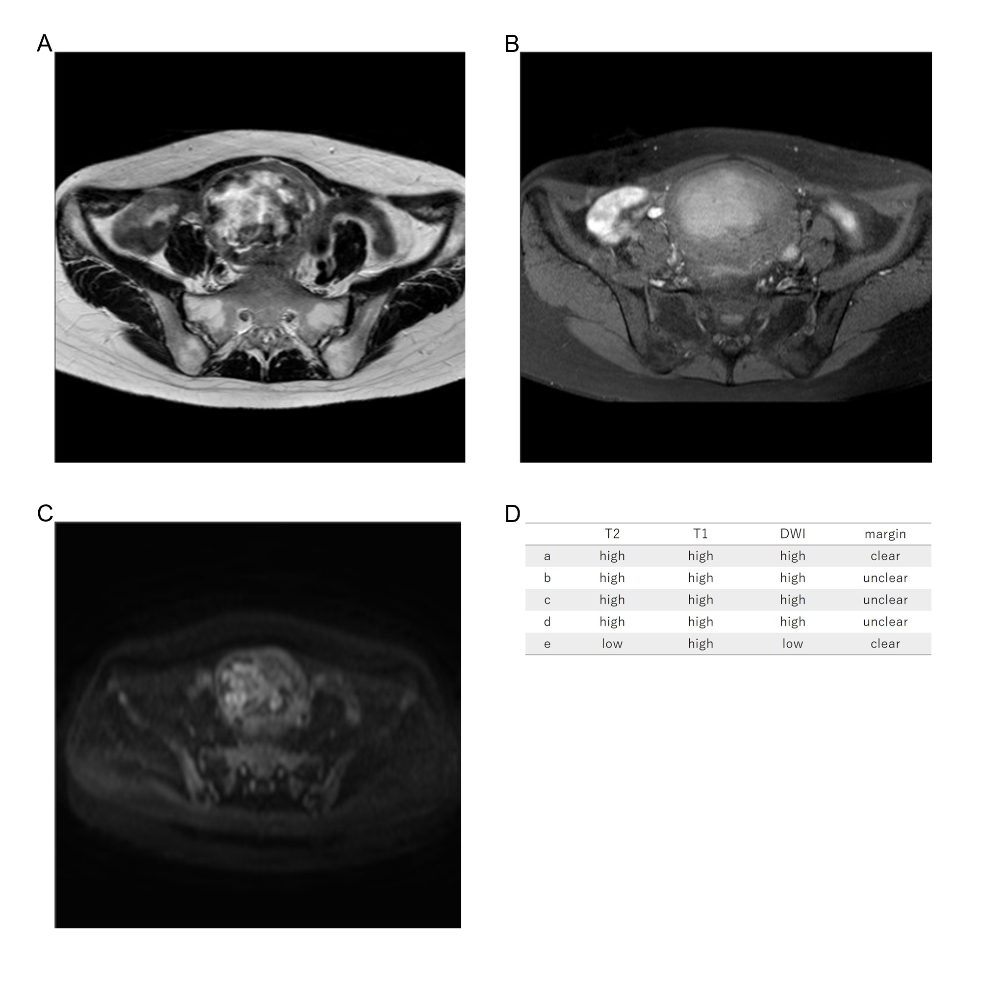 A
B
C
D
T2 T1 DWI margin
a high high high clear
b high high high unclear
c high high high unclear
d high high high unclear
e low high low clear